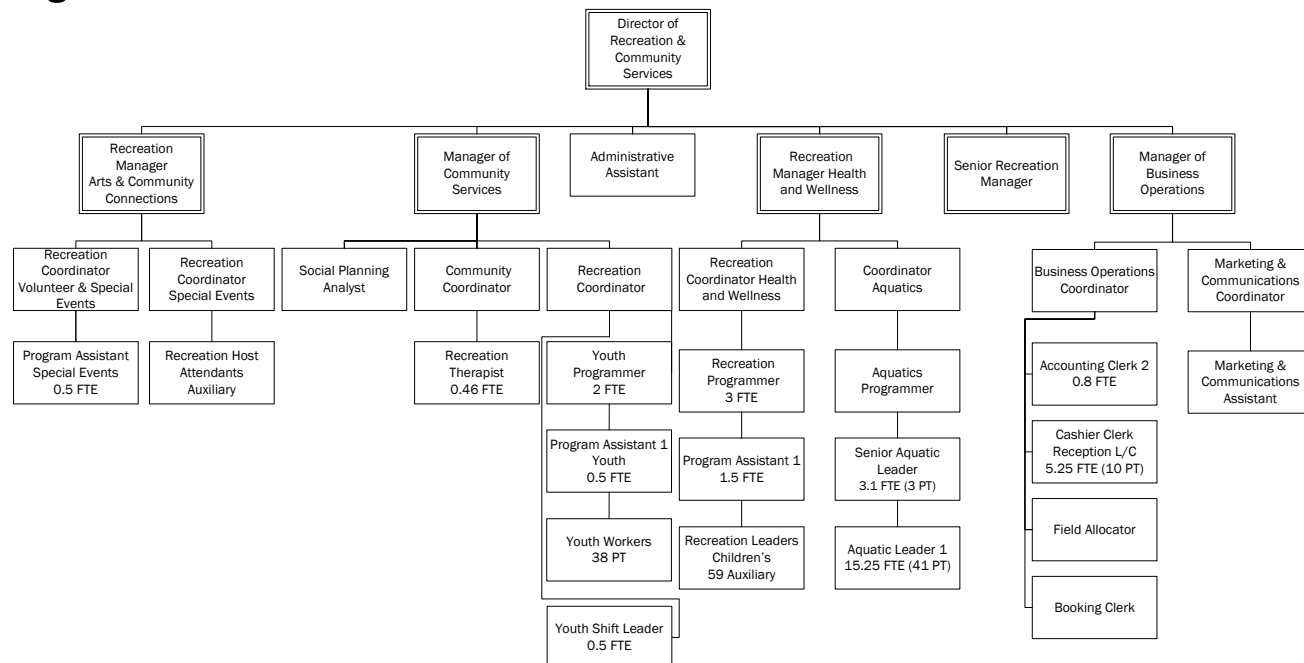 Director of
Recreation &
Community
Services
Recreation
Manager
Arts & Community
Connections
Manager of
Community
Services
Administrative
Assistant
Recreation
Manager Health
and Wellness
Senior Recreation
Manager
Manager of
Business
Operations
Recreation
Coordinator
Volunteer & Special
Events
Recreation
Coordinator
Special Events
Social Planning
Analyst
Community
Coordinator
Recreation
Coordinator
Recreation
Coordinator Health
and Wellness
Coordinator
Aquatics
Business Operations
Coordinator
Marketing &
Communications
Coordinator
Program Assistant
Special Events
0.5 FTE
Recreation Host
Attendants
Auxiliary
Recreation
Therapist
0.46 FTE
Youth
Programmer
2 FTE
Recreation
Programmer
3 FTE
Aquatics
Programmer
Accounting Clerk 2
0.8 FTE
Marketing &
Communications
Assistant
Program Assistant 1
Youth
0.5 FTE
Program Assistant 1
1.5 FTE
Senior Aquatic
Leader
3.1 FTE (3 PT)
Cashier Clerk
Reception L/C
5.25 FTE (10 PT)
Youth Workers
38 PT
Recreation Leaders
Children's
59 Auxiliary
Aquatic Leader 1
15.25 FTE (41 PT)
Field Allocator
Booking Clerk
Youth Shift Leader
0.5 FTE